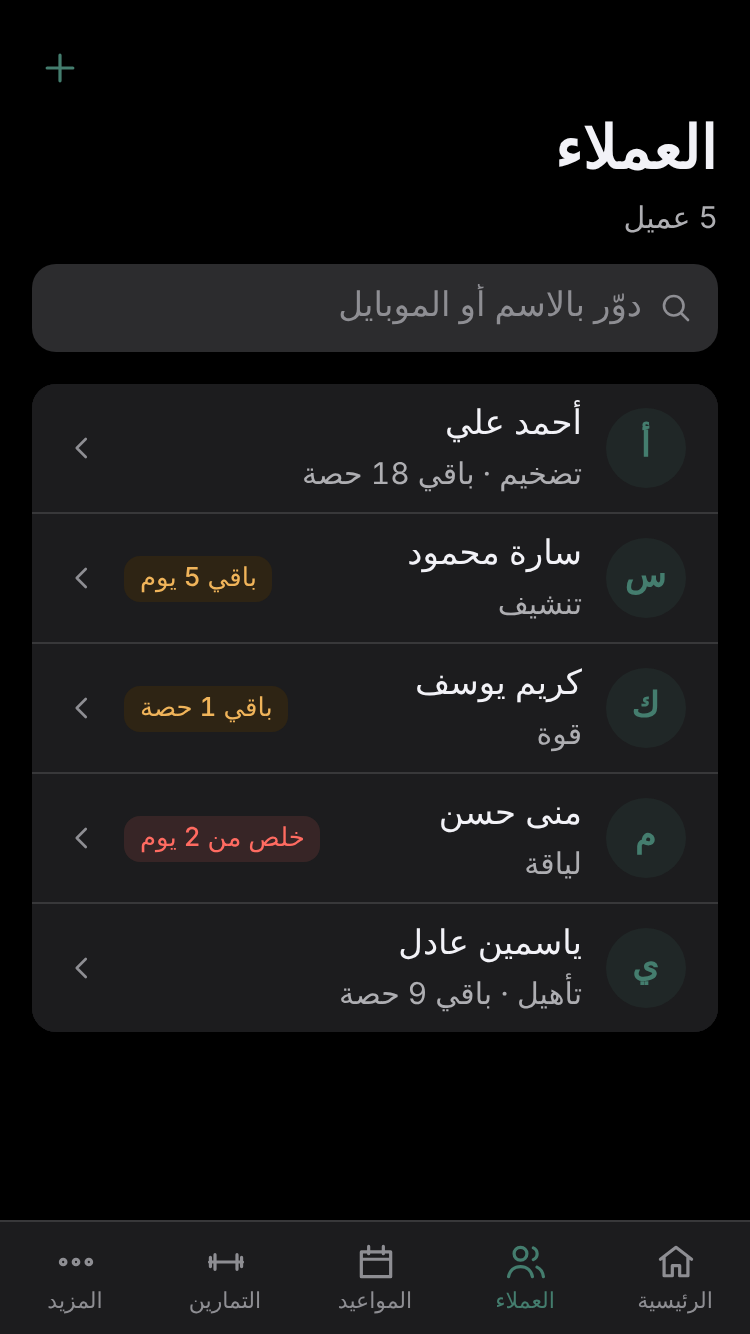 العملاء
5 عميل
دوّر بالاسم أو الموبايل
أ
أحمد علي
تضخيم · باقي 18 حصة
س
سارة محمود
تنشيف
باقي 5 يوم
ك
كريم يوسف
قوة
باقي 1 حصة
م
منى حسن
لياقة
خلص من 2 يوم
ي
ياسمين عادل
تأهيل · باقي 9 حصة
الرئيسية
العملاء
المواعيد
التمارين
المزيد